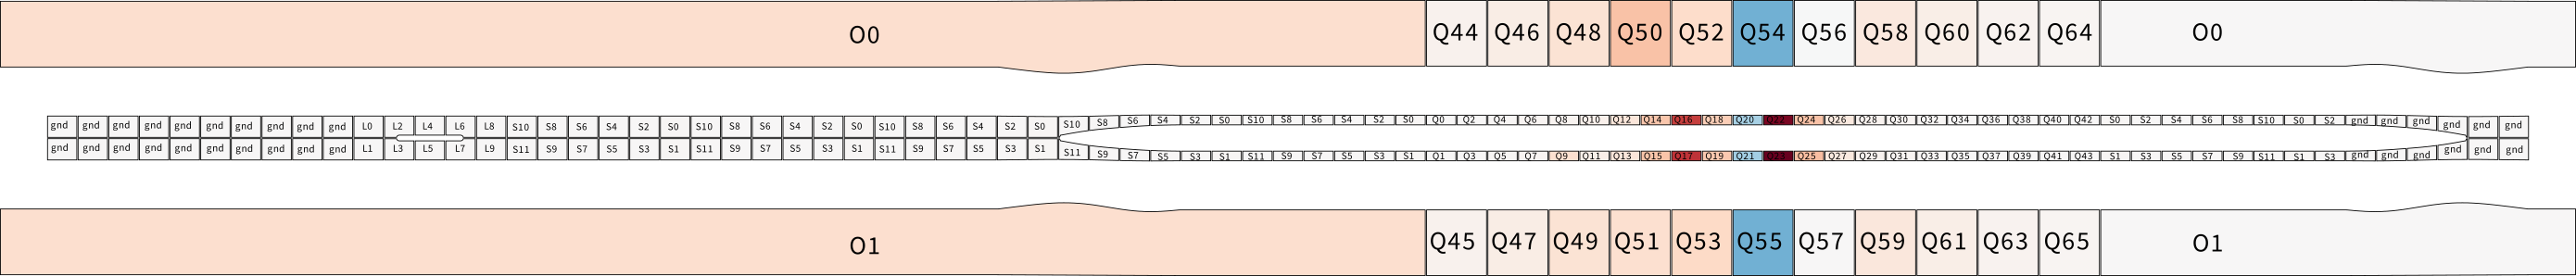 O0 Q44 Q46 Q48 Q50 Q52 Q54 Q56 Q58 Q60 Q62 Q64 O0
gnd gnd gnd gnd gnd gnd gnd gnd gnd gnd L0 L2 L4 L6 L8 S10 S8 S6 S4 S2 S0 S10 S8 S6 S4 S2 S0 S10 S8 S6 S4 S2 S0 S10 S8 S6 S4 S2 S0 S10 S8 S6 S4 S2 S0 Q0 Q2 Q4 Q6 Q8 Q10 Q12 Q14 Q16 Q18 Q20 Q22 Q24 Q26 Q28 Q30 Q32 Q34 Q36 Q38 Q40 Q42 S0 S2 S4 S6 S8 S10 S0 S2 gnd gnd gnd gnd gnd gnd
gnd gnd gnd gnd gnd gnd gnd gnd gnd gnd L1 L3 L5 L7 L9 S11 S9 S7 S5 S3 S1 S11 S9 S7 S5 S3 S1 S11 S9 S7 S5 S3 S1 S11 S9 S7 S5 S3 S1 S11 S9 S7 S5 S3 S1 Q1 Q3 Q5 Q7 Q9 Q11 Q13 Q15 Q17 Q19 Q21 Q23 Q25 Q27 Q29 Q31 Q33 Q35 Q37 Q39 Q41 Q43 S1 S3 S5 S7 S9 S11 S1 S3 gnd gnd gnd gnd gnd gnd
O1 Q45 Q47 Q49 Q51 Q53 Q55 Q57 Q59 Q61 Q63 Q65 O1